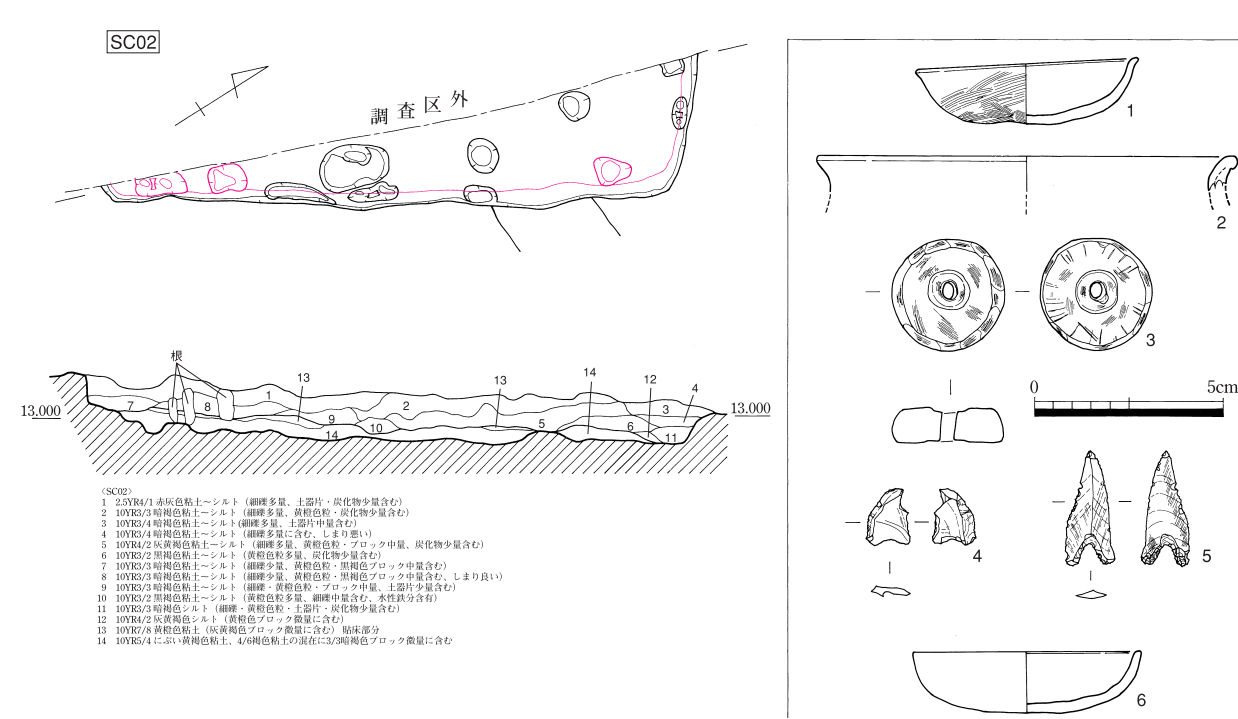 SC02
調査区外
根
13
13
14
12
4
1
2
3
7
8
9
10
14
5
6
11
13.000
13.000
〈SC02〉
1 2.5YR4/1 赤灰色粘土～シルト（細礫多量、土器片・炭化物少量含む）
2 10YR3/3 暗褐色粘土～シルト（細礫多量、黄橙色粒・炭化物少量含む）
3 10YR3/4 暗褐色粘土～シルト(細礫多量、土器片中量含む）
4 10YR3/4 暗褐色粘土～シルト（細礫多量に含む、しまり悪い）
5 10YR4/2 灰黄褐色粘土～シルト（細礫多量、黄橙色粒・ブロック中量、炭化物少量含む）
6 10YR3/2 黒褐色粘土～シルト（黄橙色粒多量、炭化物少量含む）
7 10YR3/3 暗褐色粘土～シルト（細礫少量、黄橙色粒・黒褐色ブロック中量含む）
8 10YR3/3 暗褐色粘土～シルト（細礫少量、黄橙色粒・黒褐色ブロック中量含む、しまり良い）
9 10YR3/3 暗褐色粘土～シルト（細礫・黄橙色粒・ブロック中量、土器片少量含む）
10 10YR3/2 黒褐色粘土～シルト（黄橙色粒多量、細礫中量含む、水性鉄分含有）
11 10YR3/3 暗褐色シルト（細礫・黄橙色粒・土器片・炭化物少量含む）
12 10YR4/2 灰黄褐色シルト（黄橙色ブロック微量に含む）
13 10YR7/8 黄橙色粘土（灰黄褐色ブロック微量に含む） 貼床部分
14 10YR5/4 にぶい黄褐色粘土、4/6褐色粘土の混在に3/3暗褐色ブロック微量に含む
1
2
3
0 5cm
4
5
6